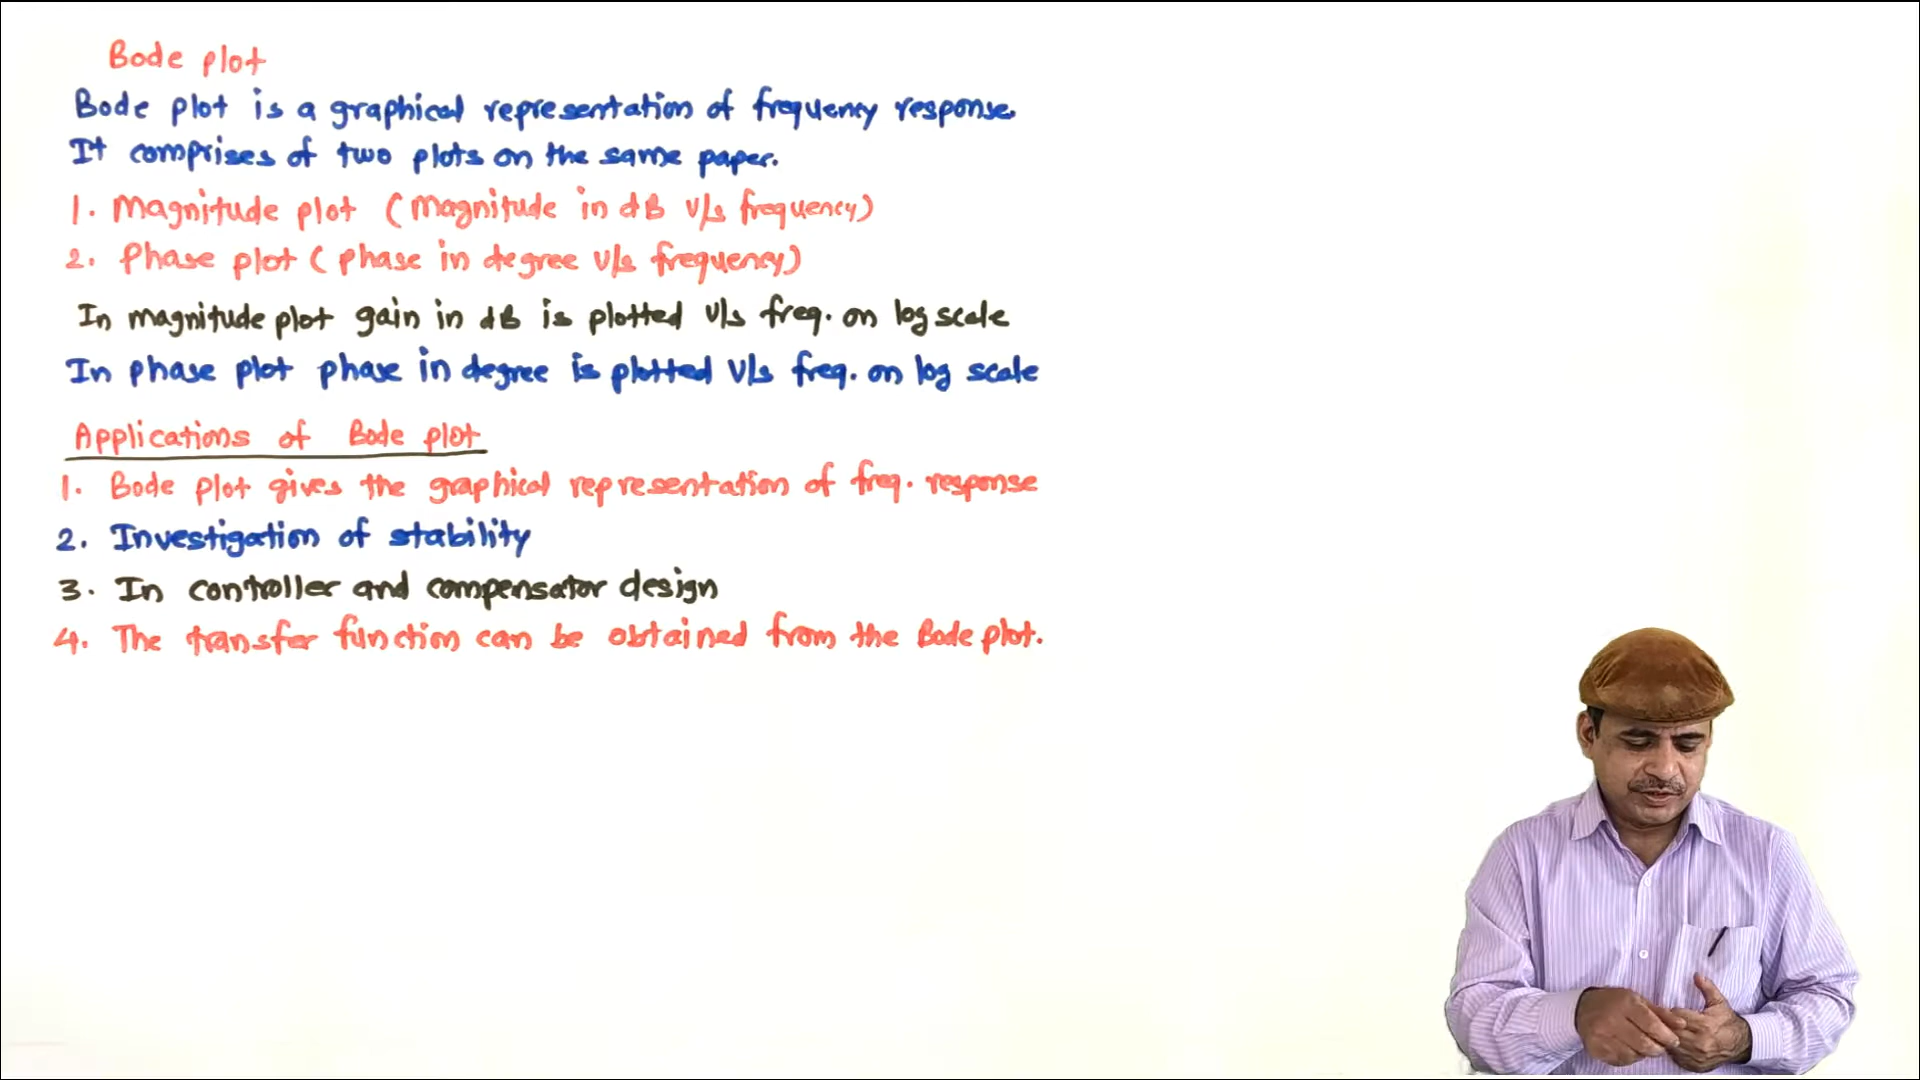 Bode plot
Bode plot is a graphical representation of frequency response.
It comprises of two plots on the same paper.
1. Magnitude plot (Magnitude in dB v/s frequency)
2. Phase plot (phase in degree v/s frequency)
In magnitude plot gain in dB is plotted v/s freq. on log scale
In phase plot phase in degree is plotted v/s freq. on log scale
Applications of Bode plot
1. Bode plot gives the graphical representation of freq. response
2. Investigation of stability
3. In controller and compensator design
4. The transfer function can be obtained from the Bode plot.